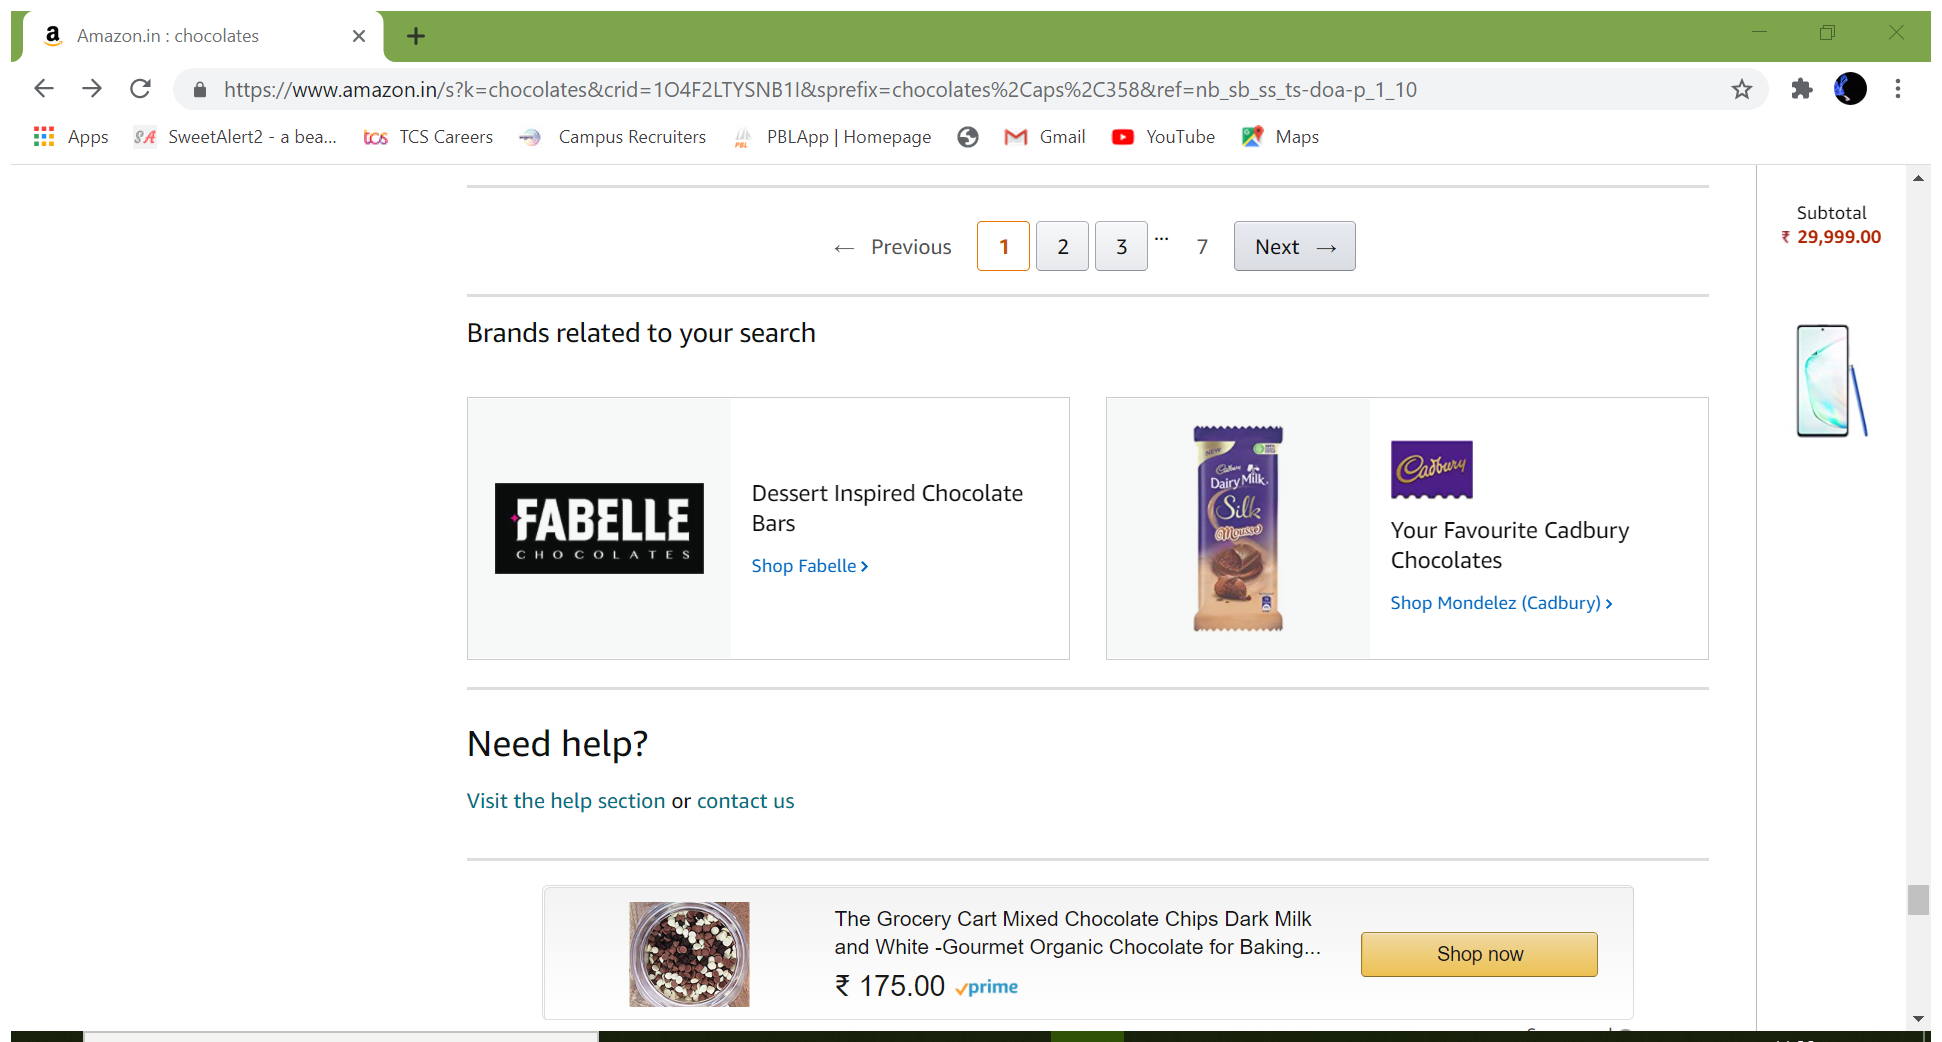 Amazon.in : chocolates
https://www.amazon.in/s?k=chocolates&crid=1O4F2LTYSNB1I&sprefix=chocolates%2Caps%2C358&ref=nb_sb_ss_ts-doa-p_1_10
Apps SA SweetAlert2 - a bea... tcs TCS Careers Campus Recruiters PBL PBLApp | Homepage Gmail YouTube Maps
Subtotal
₹ 29,999.00
← Previous 1 2 3 ... 7 Next →
Brands related to your search
FABELLE
CHOCOLATES
Dessert Inspired Chocolate
Bars
Shop Fabelle ›
NEW
Cadbury
Dairy Milk
Silk
Mousse
Cadbury
Your Favourite Cadbury
Chocolates
Shop Mondelez (Cadbury) ›
Need help?
Visit the help section or contact us
The Grocery Cart Mixed Chocolate Chips Dark Milk
and White -Gourmet Organic Chocolate for Baking...
₹ 175.00 prime
Shop now